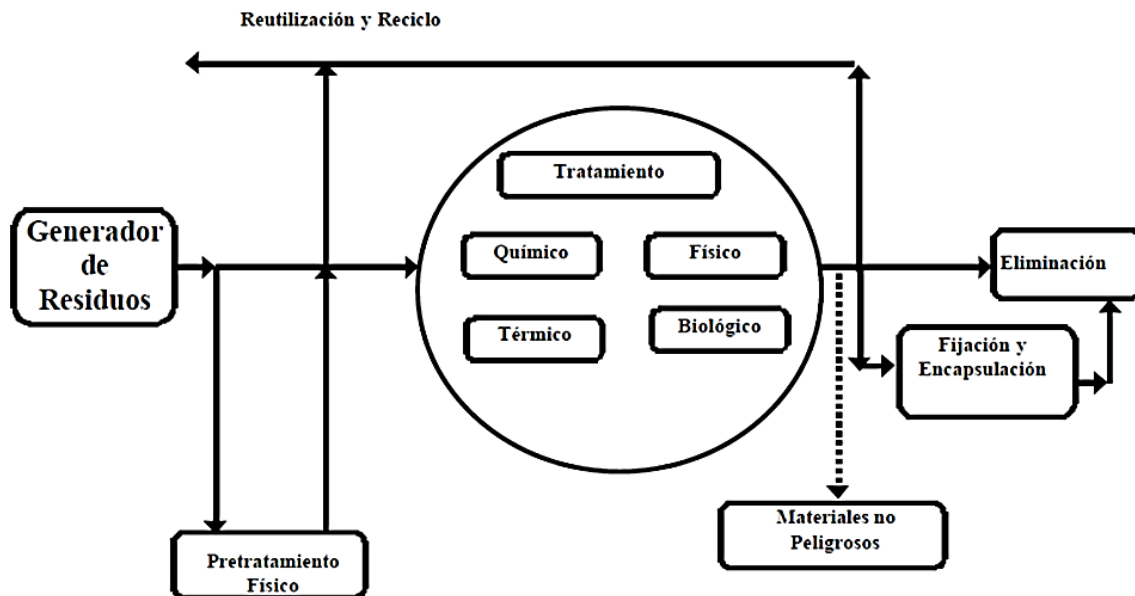 Reutilización y Reciclo
Tratamiento
Generador
de
Residuos
Químico
Físico
Térmico
Biológico
Eliminación
Fijación y
Encapsulación
Materiales no
Peligrosos
Pretratamiento
Físico